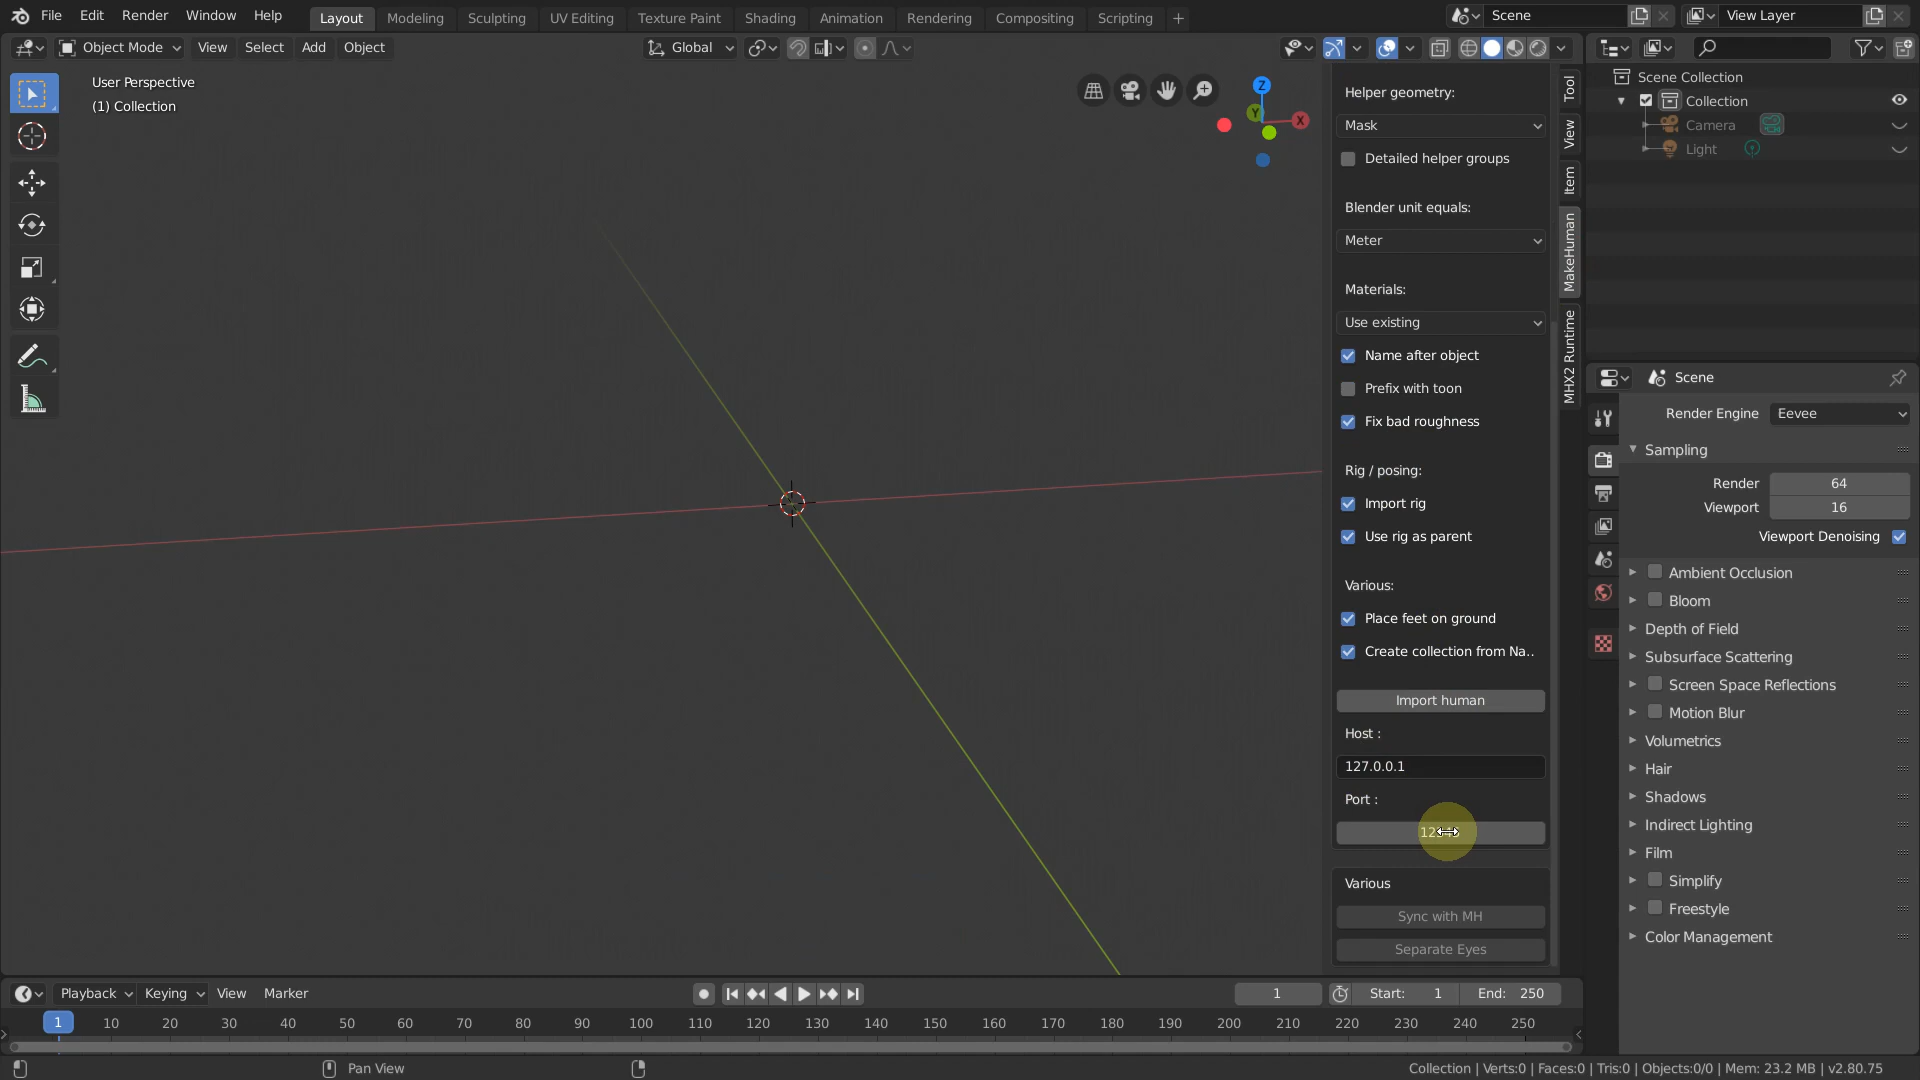 File Edit Render Window Help Layout Modeling Sculpting UV Editing Texture Paint Shading Animation Rendering Compositing Scripting + Scene View Layer
Object Mode View Select Add Object Global
User Perspective
(1) Collection
Z
Y
X
Helper geometry:
Mask
Detailed helper groups
Blender unit equals:
Meter
Materials:
Use existing
Name after object
Prefix with toon
Fix bad roughness
Rig / posing:
Import rig
Use rig as parent
Various:
Place feet on ground
Create collection from Na..
Import human
Host :
127.0.0.1
Port :
Various
Sync with MH
Separate Eyes
Tool
View
Item
MakeHuman
MHX2 Runtime
Scene Collection
Collection
Camera
Light
Scene
Render Engine Eevee
Sampling
Render 64
Viewport 16
Viewport Denoising
Ambient Occlusion
Bloom
Depth of Field
Subsurface Scattering
Screen Space Reflections
Motion Blur
Volumetrics
Hair
Shadows
Indirect Lighting
Film
Simplify
Freestyle
Color Management
Playback Keying View Marker 1 Start: 1 End: 250
1 10 20 30 40 50 60 70 80 90 100 110 120 130 140 150 160 170 180 190 200 210 220 230 240 250
Pan View
Collection | Verts:0 | Faces:0 | Tris:0 | Objects:0/0 | Mem: 23.2 MB | v2.80.75